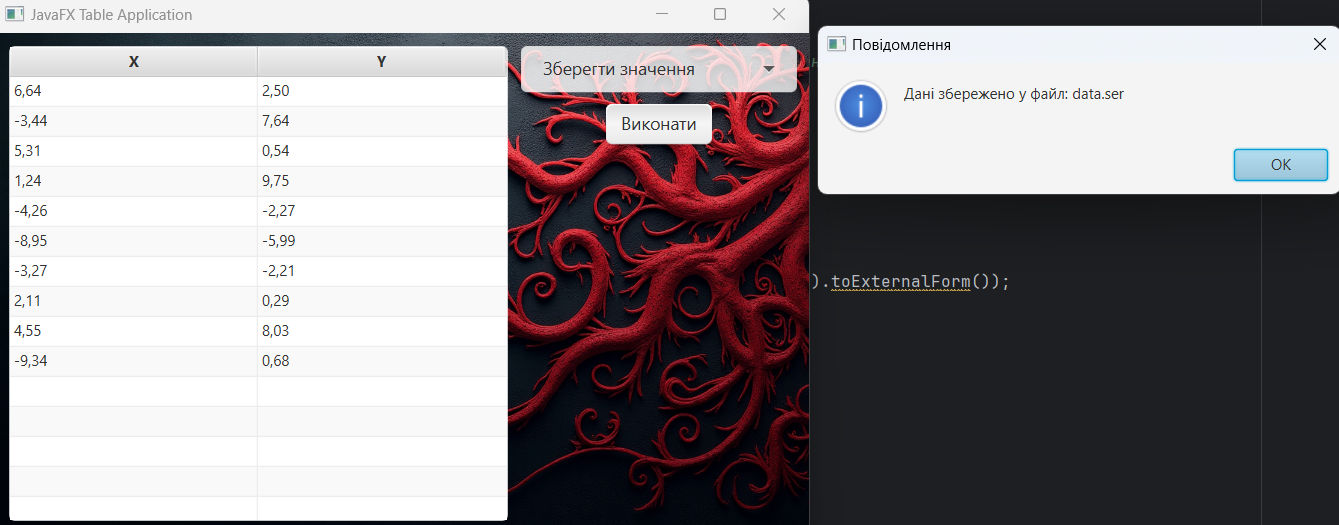 JavaFX Table Application
X Y
6,64 2,50
-3,44 7,64
5,31 0,54
1,24 9,75
-4,26 -2,27
-8,95 -5,99
-3,27 -2,21
2,11 0,29
4,55 8,03
-9,34 0,68
Зберегти значення
Виконати
Повідомлення
Дані збережено у файл: data.ser
OK
).toExternalForm());